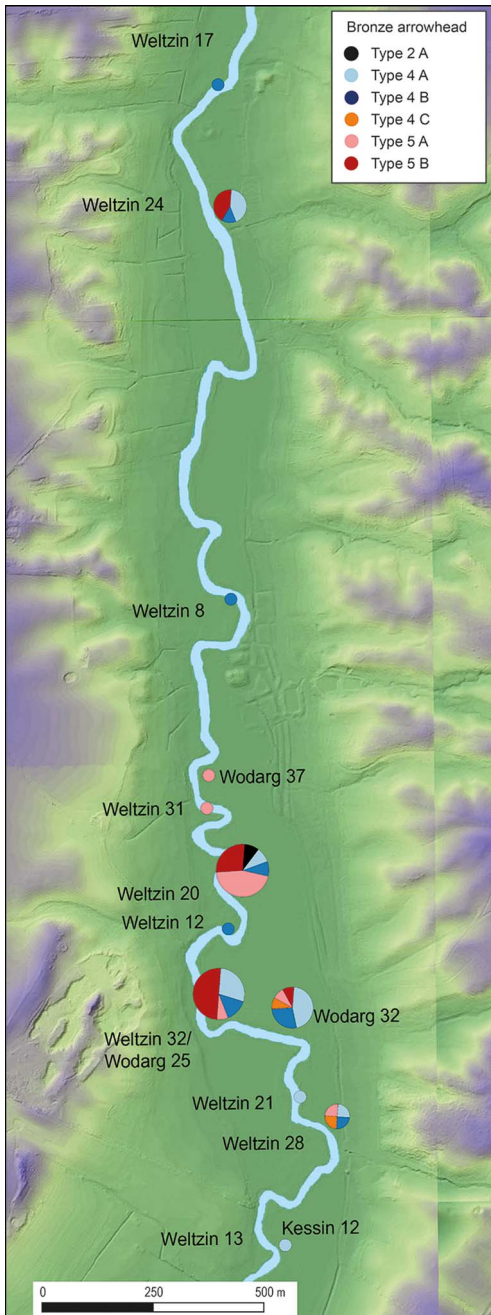 Weltzin 17
Bronze arrowhead
Type 2 A
Type 4 A
Type 4 B
Type 4 C
Type 5 A
Type 5 B
Weltzin 24
Weltzin 8
Wodarg 37
Weltzin 31
Weltzin 20
Weltzin 12
Wodarg 32
Weltzin 32/
Wodarg 25
Weltzin 21
Weltzin 28
Kessin 12
Weltzin 13
0 250 500 m